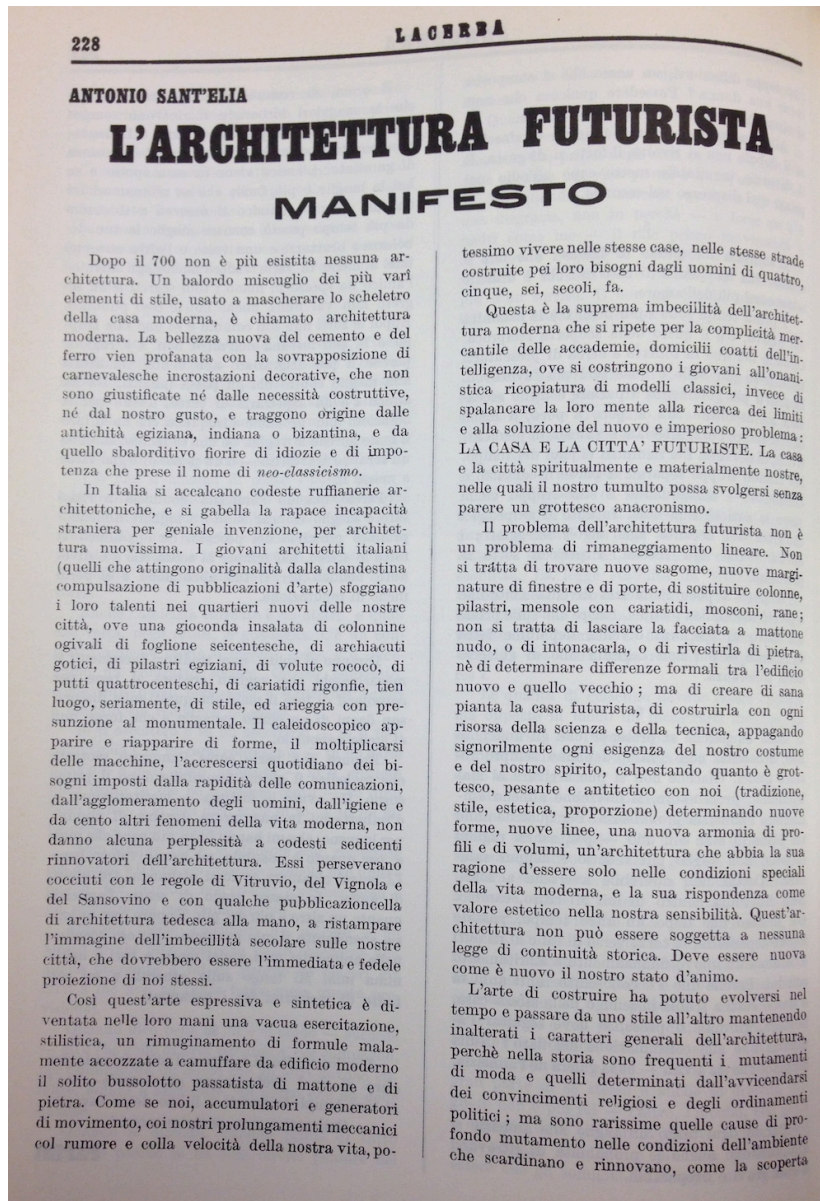 228
LACERBA
ANTONIO SANT'ELIA
L'ARCHITETTURA FUTURISTA
MANIFESTO
Dopo il 700 non è più esistita nessuna ar-
chitettura. Un balordo miscuglio dei più varî
elementi di stile, usato a mascherare lo scheletro
della casa moderna, è chiamato architettura
moderna. La bellezza nuova del cemento e del
ferro vien profanata con la sovrapposizione di
carnevalesche incrostazioni decorative, che non
sono giustificate né dalle necessità costruttive,
né dal nostro gusto, e traggono origine dalle
antichità egiziana, indiana o bizantina, e da
quello sbalorditivo fiorire di idiozie e di impo-
tenza che prese il nome di neo-classicismo.
In Italia si accalcano codeste ruffianerie ar-
chitettoniche, e si gabella la rapace incapacità
straniera per geniale invenzione, per architet-
tura nuovissima. I giovani architetti italiani
(quelli che attingono originalità dalla clandestina
compulsazione di pubblicazioni d'arte) sfoggiano
i loro talenti nei quartieri nuovi delle nostre
città, ove una gioconda insalata di colonnine
ogivali di foglione seicentesche, di archiacuti
gotici, di pilastri egiziani, di volute rococò, di
putti quattrocenteschi, di cariatidi rigonfie, tien
luogo, seriamente, di stile, ed arieggia con pre-
sunzione al monumentale. Il caleidoscopico ap-
parire e riapparire di forme, il moltiplicarsi
delle macchine, l'accrescersi quotidiano dei bi-
sogni imposti dalla rapidità delle comunicazioni,
dall'agglomeramento degli uomini, dall'igiene e
da cento altri fenomeni della vita moderna, non
danno alcuna perplessità a codesti sedicenti
rinnovatori dell'architettura. Essi perseverano
cocciuti con le regole di Vitruvio, del Vignola e
del Sansovino e con qualche pubblicazioncella
di architettura tedesca alla mano, a ristampare
l'immagine dell'imbecillità secolare sulle nostre
città, che dovrebbero essere l'immediata e fedele
proiezione di noi stessi.
Così quest'arte espressiva e sintetica è di-
ventata nelle loro mani una vacua esercitazione,
stilistica, un rimuginamento di formule mala-
mente accozzate a camuffare da edificio moderno
il solito bussolotto passatista di mattone e di
pietra. Come se noi, accumulatori e generatori
di movimento, coi nostri prolungamenti meccanici
col rumore e colla velocità della nostra vita, po-
tessimo vivere nelle stesse case, nelle stesse strade
costruite pei loro bisogni dagli uomini di quattro,
cinque, sei, secoli, fa.
Questa è la suprema imbecillità dell'architet-
tura moderna che si ripete per la complicità mer-
cantile delle accademie, domicilii coatti dell'in-
telligenza, ove si costringono i giovani all'onani-
stica ricopiatura di modelli classici, invece di
spalancare la loro mente alla ricerca dei limiti
e alla soluzione del nuovo e imperioso problema:
LA CASA E LA CITTA' FUTURISTE. La casa
e la città spiritualmente e materialmente nostre,
nelle quali il nostro tumulto possa svolgersi senza
parere un grottesco anacronismo.
Il problema dell'architettura futurista non è
un problema di rimaneggiamento lineare. Non
si tratta di trovare nuove sagome, nuove margi-
nature di finestre e di porte, di sostituire colonne,
pilastri, mensole con cariatidi, mosconi, rane;
non si tratta di lasciare la facciata a mattone
nudo, o di intonacarla, o di rivestirla di pietra,
nè di determinare differenze formali tra l'edificio
nuovo e quello vecchio; ma di creare di sana
pianta la casa futurista, di costruirla con ogni
risorsa della scienza e della tecnica, appagando
signorilmente ogni esigenza del nostro costume
e del nostro spirito, calpestando quanto è grot-
tesco, pesante e antitetico con noi (tradizione,
stile, estetica, proporzione) determinando nuove
forme, nuove linee, una nuova armonia di pro-
fili e di volumi, un'architettura che abbia la sua
ragione d'essere solo nelle condizioni speciali
della vita moderna, e la sua rispondenza come
valore estetico nella nostra sensibilità. Quest'ar-
chitettura non può essere soggetta a nessuna
legge di continuità storica. Deve essere nuova
come è nuovo il nostro stato d'animo.
L'arte di costruire ha potuto evolversi nel
tempo e passare da uno stile all'altro mantenendo
inalterati i caratteri generali dell'architettura,
perchè nella storia sono frequenti i mutamenti
di moda e quelli determinati dall'avvicendarsi
dei convincimenti religiosi e degli ordinamenti
politici; ma sono rarissime quelle cause di pro-
fondo mutamento nelle condizioni dell'ambiente
che scardinano e rinnovano, come la scoperta